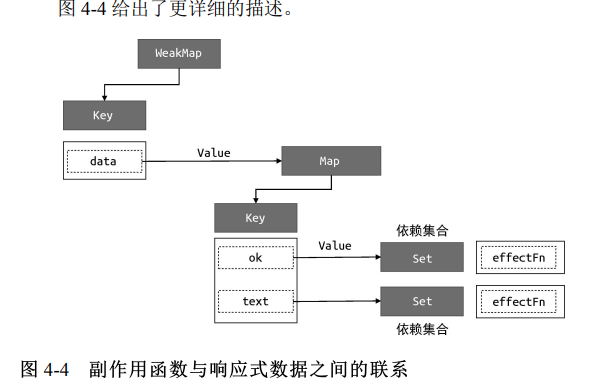 图 4-4 给出了更详细的描述。
WeakMap
Key
data
Value
Map
Key
依赖集合
ok
Value
Set
effectFn
text
Set
effectFn
依赖集合
图 4-4 副作用函数与响应式数据之间的联系